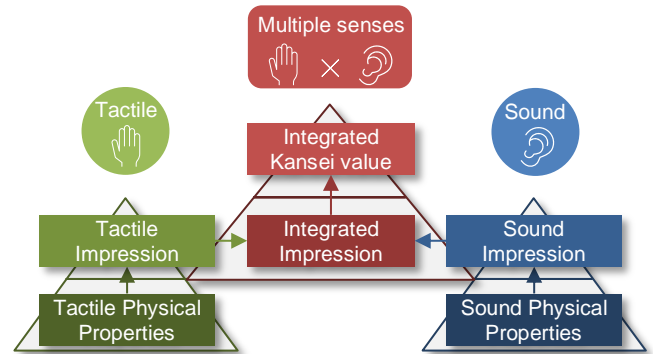 Multiple senses
×
Tactile
Sound
Integrated
Kansei value
Tactile
Impression
Integrated
Impression
Sound
Impression
Tactile Physical
Properties
Sound Physical
Properties